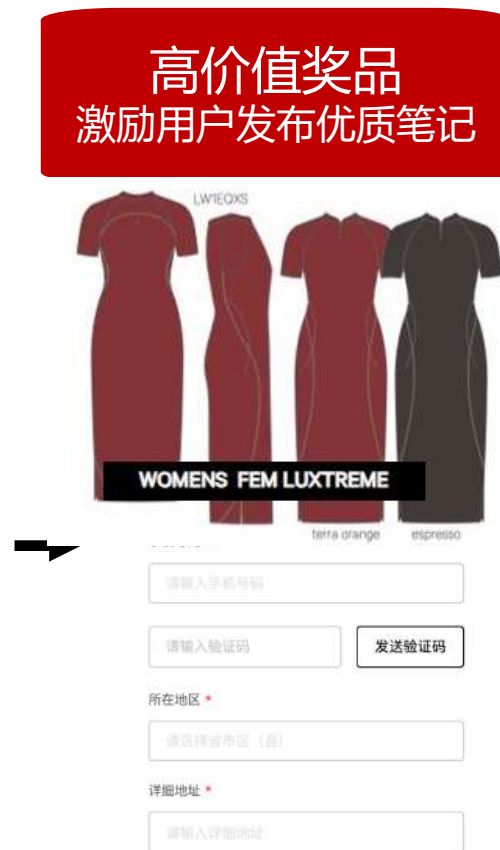 高价值奖品
激励用户发布优质笔记
LW1EQXS
WOMENS FEM LUXTREME
terra orange
espresso
请输入手机号码
请输入验证码
发送验证码
所在地区 *
请选择省市区（县）
详细地址 *
请输入详细地址